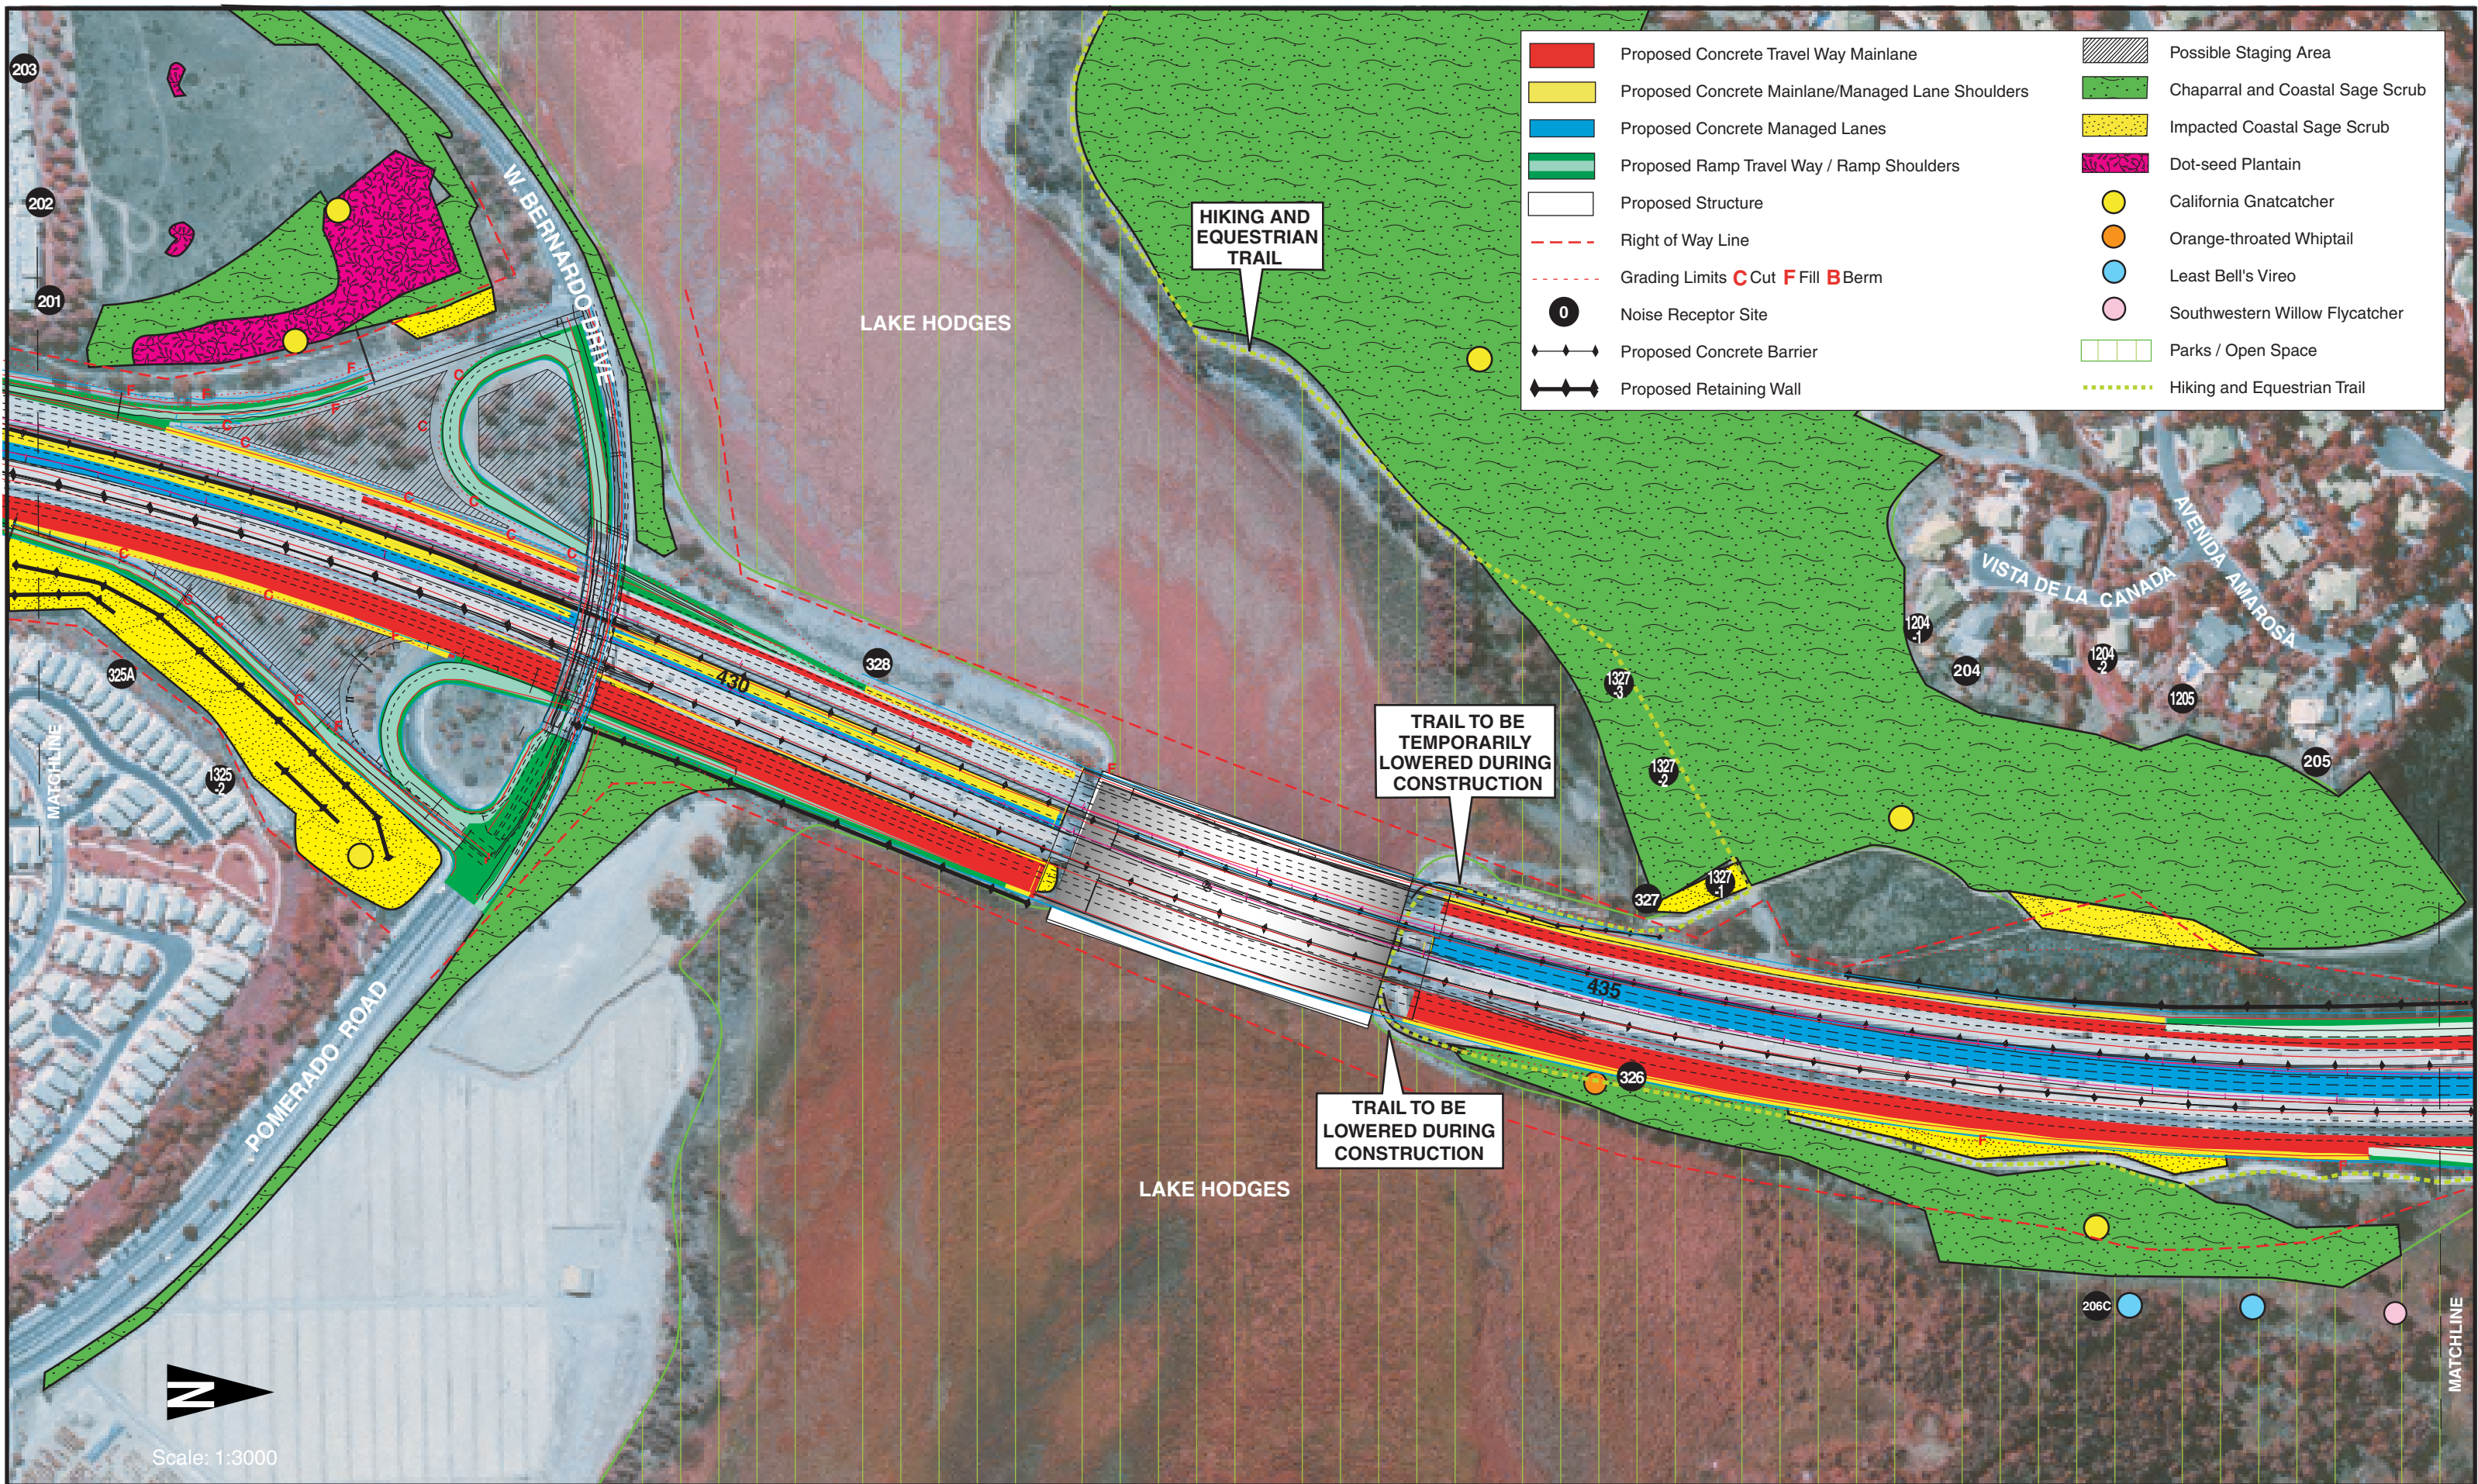 Proposed Concrete Travel Way Mainlane
Proposed Concrete Mainlane/Managed Lane Shoulders
Proposed Concrete Managed Lanes
Proposed Ramp Travel Way / Ramp Shoulders
Proposed Structure
Right of Way Line
Grading Limits C Cut F Fill B Berm
0 Noise Receptor Site
Proposed Concrete Barrier
Proposed Retaining Wall
Possible Staging Area
Chaparral and Coastal Sage Scrub
Impacted Coastal Sage Scrub
Dot-seed Plantain
California Gnatcatcher
Orange-throated Whiptail
Least Bell's Vireo
Southwestern Willow Flycatcher
Parks / Open Space
Hiking and Equestrian Trail
203
202
201
W. BERNARDO DRIVE
HIKING AND
EQUESTRIAN
TRAIL
LAKE HODGES
F
F
F
F
C
C
C
C
C
C
C
C
C
C
C
C
F
C
F
F
325A
1325
-2
MATCHLINE
328
430
POMERADO ROAD
TRAIL TO BE
TEMPORARILY
LOWERED DURING
CONSTRUCTION
1327
-3
1327
-2
1327
-1
327
VISTA DE LA CANADA
AVENIDA AMAROSA
1204
-1
204
1204
-2
1205
205
435
326
F
F
TRAIL TO BE
LOWERED DURING
CONSTRUCTION
LAKE HODGES
206C
MATCHLINE
N
Scale: 1:3000